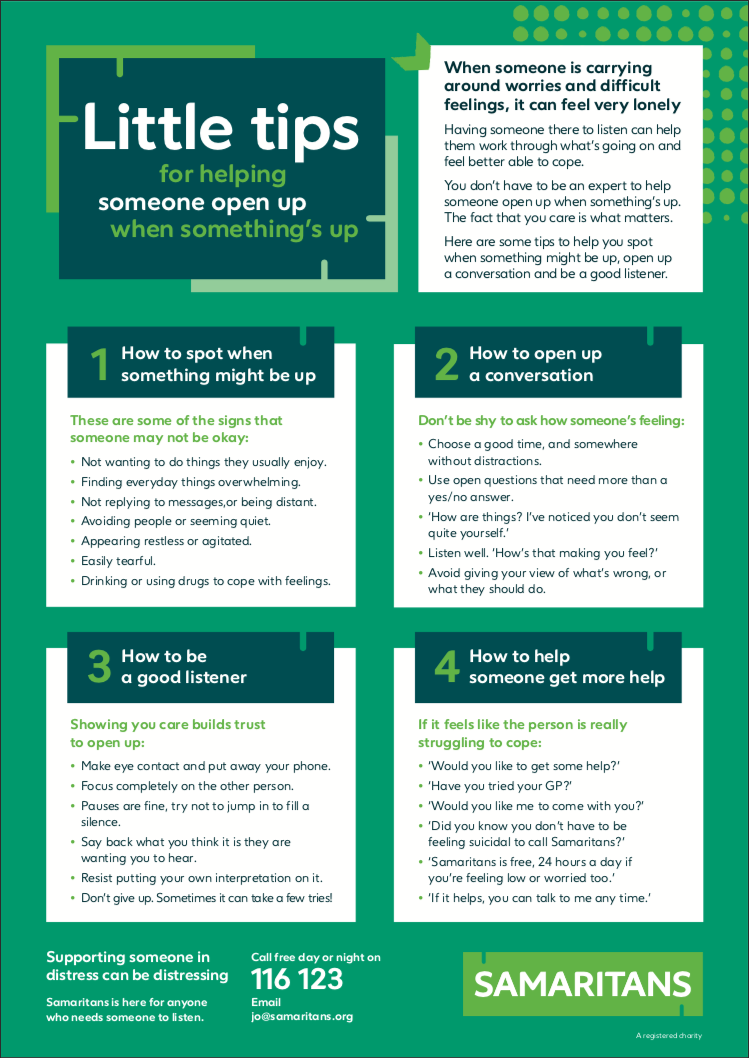 Little tips
for helping
someone open up
when something's up
When someone is carrying
around worries and difficult
feelings, it can feel very lonely
Having someone there to listen can help
them work through what's going on and
feel better able to cope.
You don't have to be an expert to help
someone open up when something's up.
The fact that you care is what matters.
Here are some tips to help you spot
when something might be up, open up
a conversation and be a good listener.
1 How to spot when
something might be up
These are some of the signs that
someone may not be okay:
• Not wanting to do things they usually enjoy.
• Finding everyday things overwhelming.
• Not replying to messages,or being distant.
• Avoiding people or seeming quiet.
• Appearing restless or agitated.
• Easily tearful.
• Drinking or using drugs to cope with feelings.
2 How to open up
a conversation
Don't be shy to ask how someone's feeling:
• Choose a good time, and somewhere
without distractions.
• Use open questions that need more than a
yes/no answer.
• 'How are things? I've noticed you don't seem
quite yourself.'
• Listen well. 'How's that making you feel?'
• Avoid giving your view of what's wrong, or
what they should do.
3 How to be
a good listener
Showing you care builds trust
to open up:
• Make eye contact and put away your phone.
• Focus completely on the other person.
• Pauses are fine, try not to jump in to fill a
silence.
• Say back what you think it is they are
wanting you to hear.
• Resist putting your own interpretation on it.
• Don't give up. Sometimes it can take a few tries!
4 How to help
someone get more help
If it feels like the person is really
struggling to cope:
• 'Would you like to get some help?'
• 'Have you tried your GP?'
• 'Would you like me to come with you?'
• 'Did you know you don't have to be
feeling suicidal to call Samaritans?'
• 'Samaritans is free, 24 hours a day if
you're feeling low or worried too.'
• 'If it helps, you can talk to me any time.'
Supporting someone in
distress can be distressing
Samaritans is here for anyone
who needs someone to listen.
Call free day or night on
116 123
Email
jo@samaritans.org
SAMARITANS
A registered charity